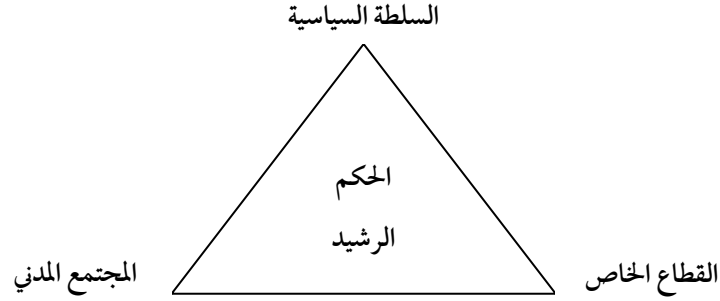 السلطة السياسية
الحكم
الرشيد
القطاع الخاص
المجتمع المدني